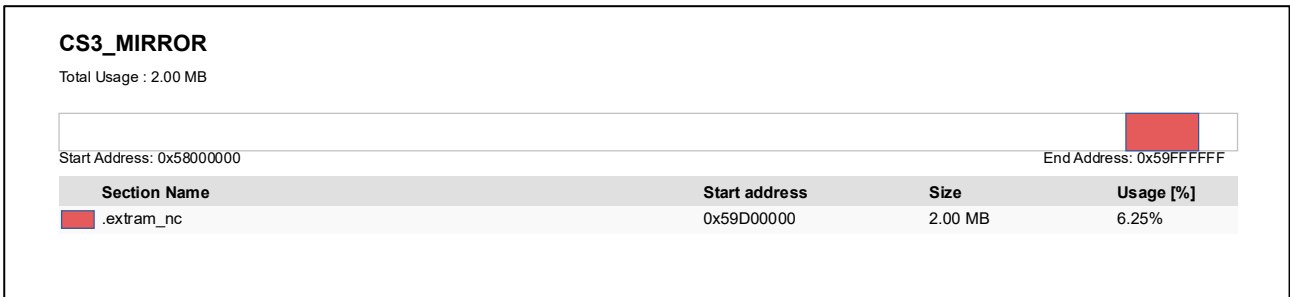 CS3_MIRROR
Total Usage : 2.00 MB
Start Address: 0x58000000 End Address: 0x59FFFFFF
Section Name Start address Size Usage [%]
.extram_nc 0x59D00000 2.00 MB 6.25%